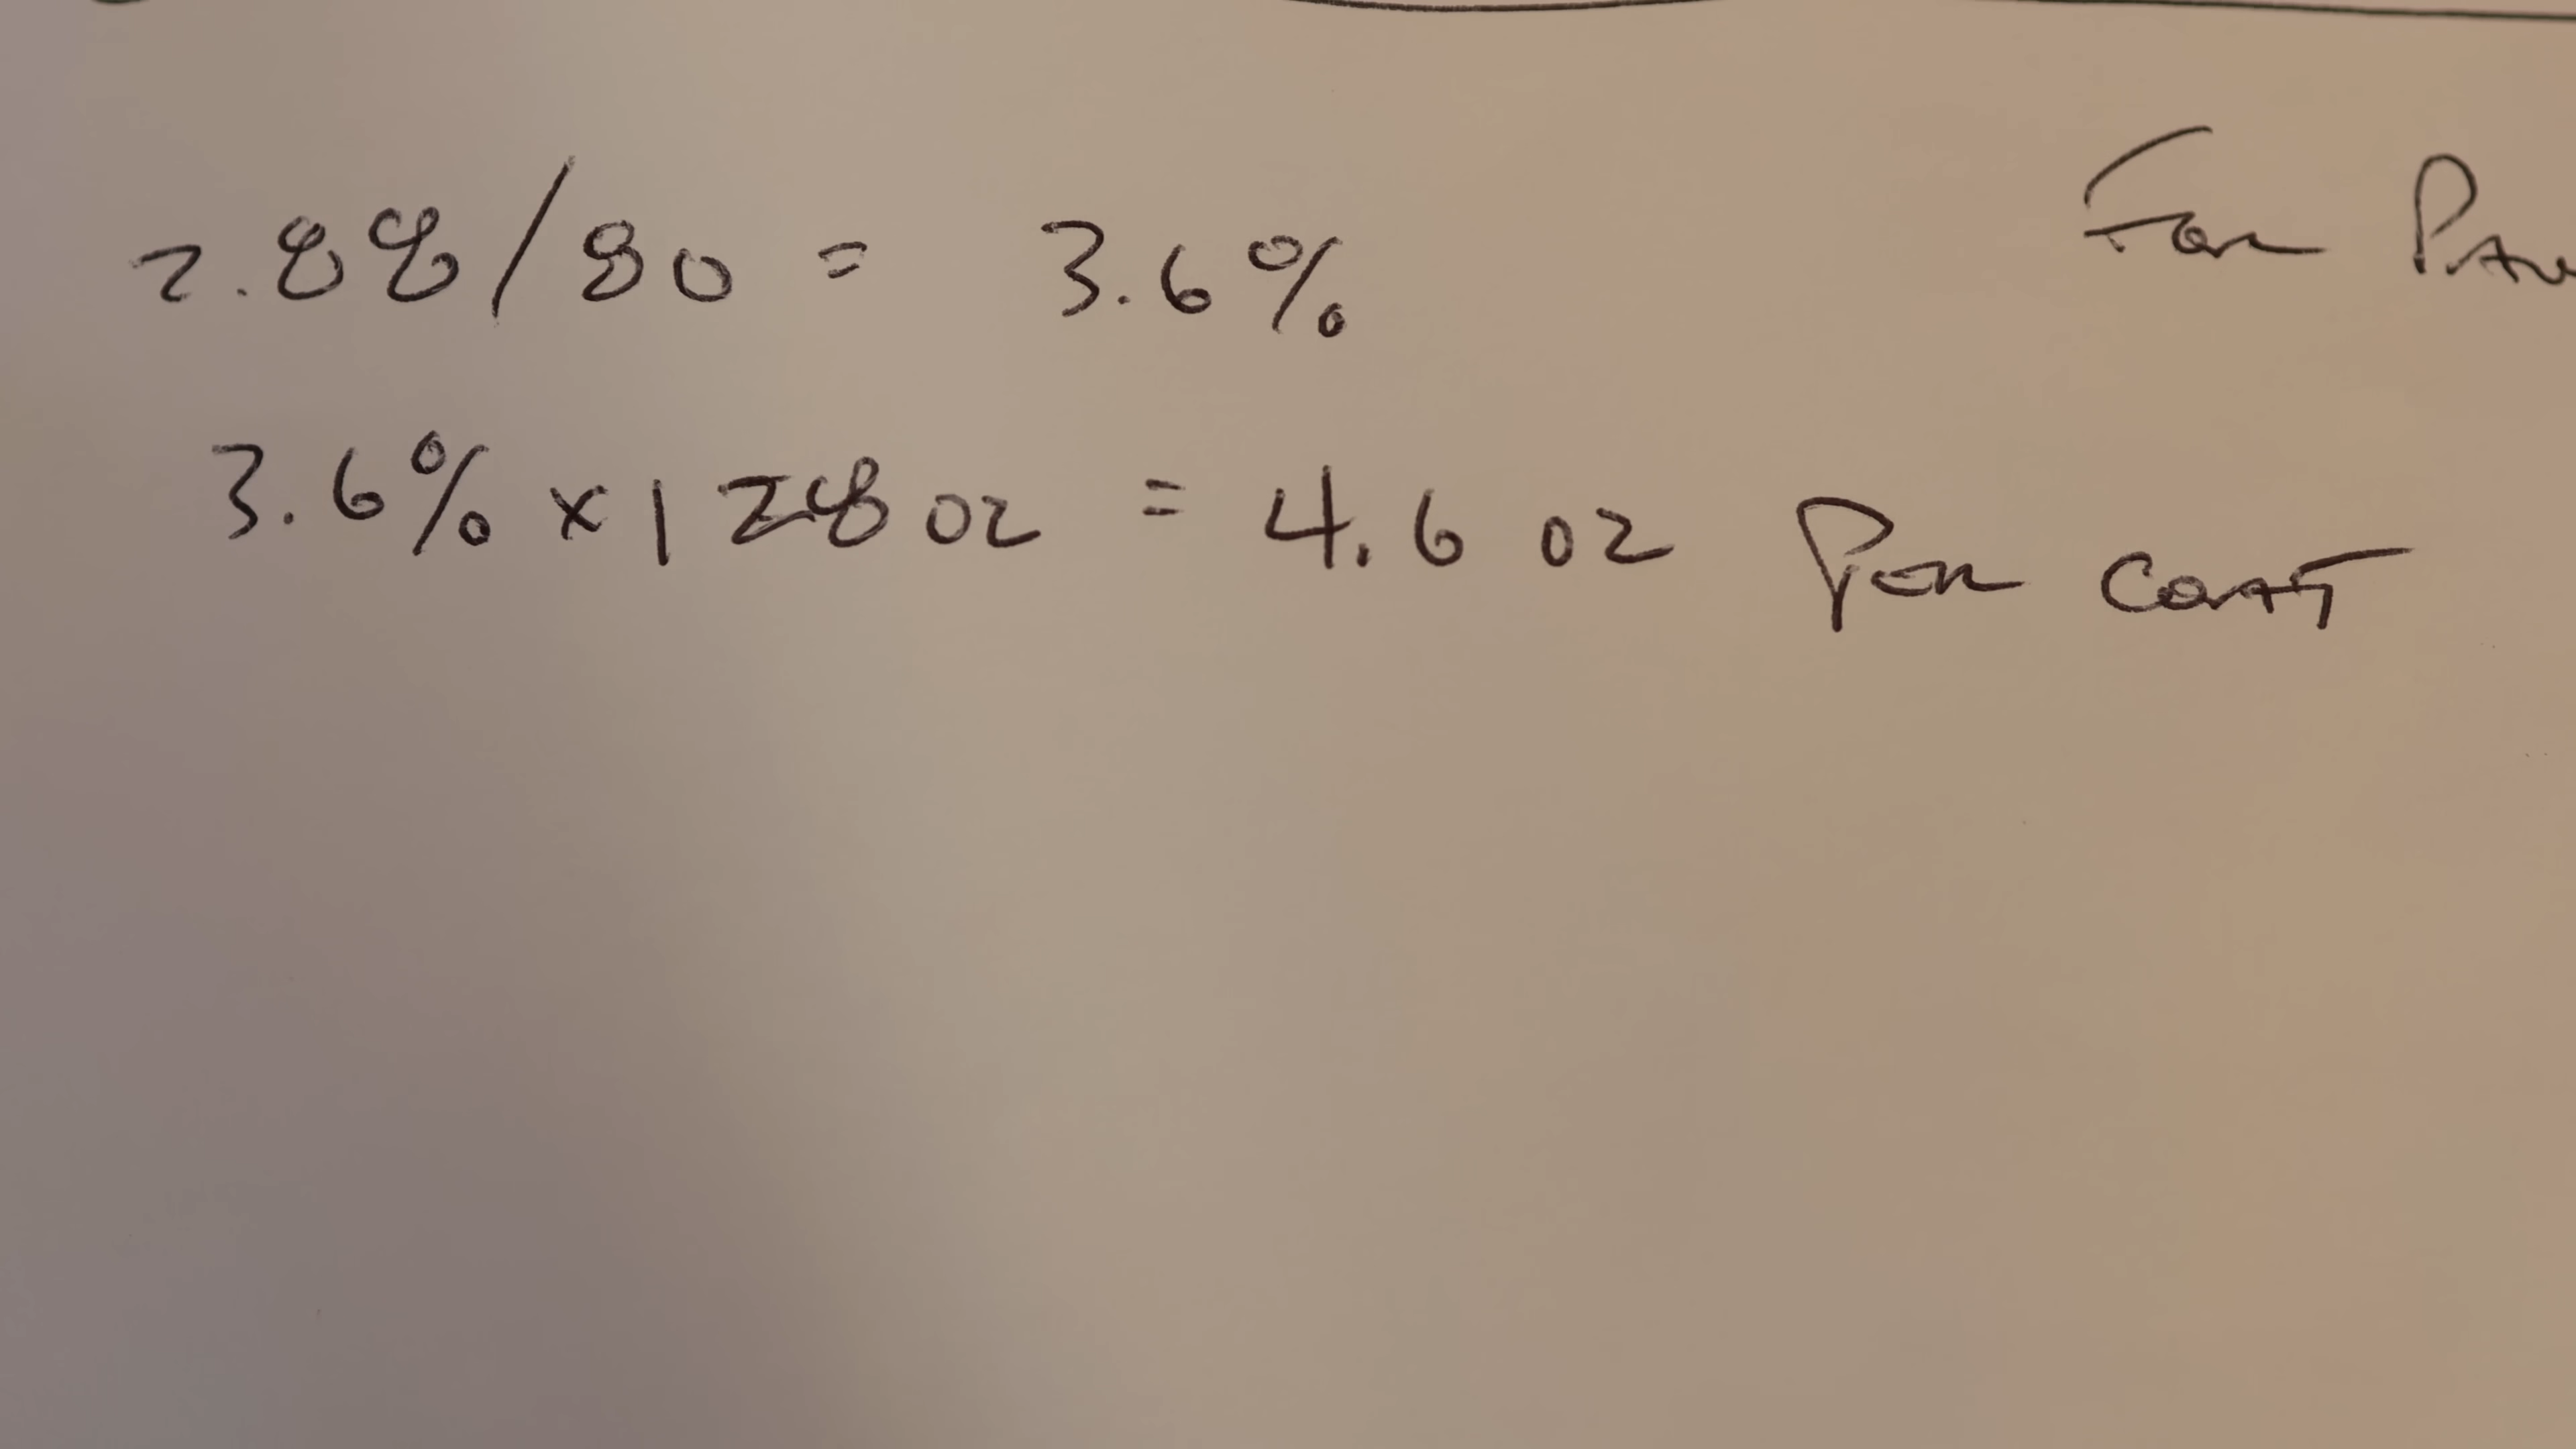 2.88/80 = 3.6%
For
3.6% x 128 oz = 4.6 oz Per coat